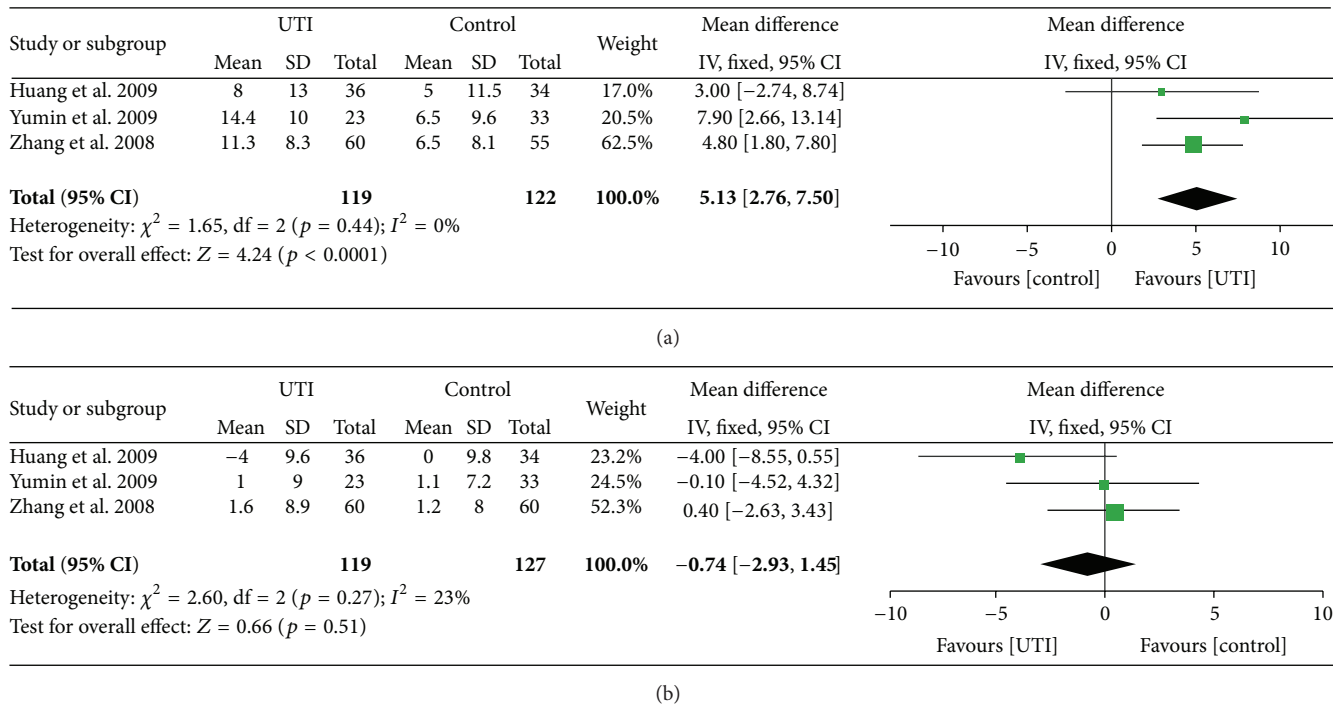 Study or subgroup UTI Control Weight Mean difference Mean difference
Mean SD Total Mean SD Total IV, fixed, 95% CI IV, fixed, 95% CI
Huang et al. 2009 8 13 36 5 11.5 34 17.0% 3.00 [−2.74, 8.74]
Yumin et al. 2009 14.4 10 23 6.5 9.6 33 20.5% 7.90 [2.66, 13.14]
Zhang et al. 2008 11.3 8.3 60 6.5 8.1 55 62.5% 4.80 [1.80, 7.80]
Total (95% CI) 119 122 100.0% 5.13 [2.76, 7.50]
Heterogeneity: χ² = 1.65, df = 2 (p = 0.44); I² = 0%
Test for overall effect: Z = 4.24 (p < 0.0001)
−10 −5 0 5 10
Favours [control] Favours [UTI]
(a)
Study or subgroup UTI Control Weight Mean difference Mean difference
Mean SD Total Mean SD Total IV, fixed, 95% CI IV, fixed, 95% CI
Huang et al. 2009 −4 9.6 36 0 9.8 34 23.2% −4.00 [−8.55, 0.55]
Yumin et al. 2009 1 9 23 1.1 7.2 33 24.5% −0.10 [−4.52, 4.32]
Zhang et al. 2008 1.6 8.9 60 1.2 8 60 52.3% 0.40 [−2.63, 3.43]
Total (95% CI) 119 127 100.0% −0.74 [−2.93, 1.45]
Heterogeneity: χ² = 2.60, df = 2 (p = 0.27); I² = 23%
Test for overall effect: Z = 0.66 (p = 0.51)
−10 −5 0 5 10
Favours [UTI] Favours [control]
(b)